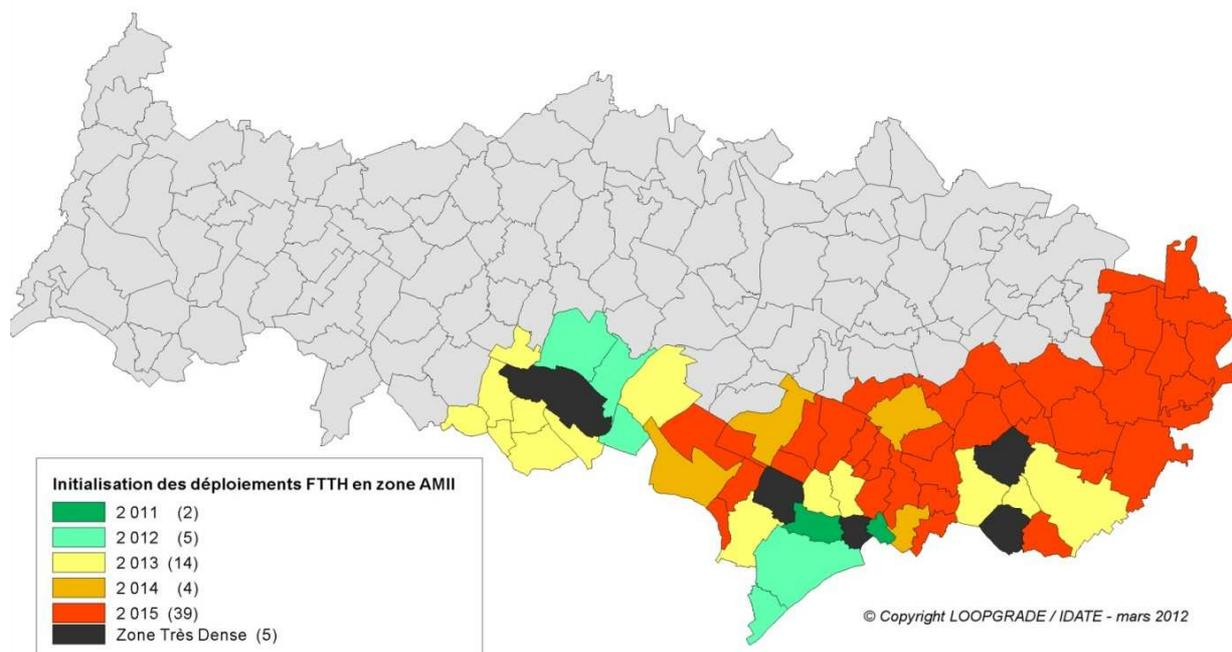 Initialisation des déploiements FTTH en zone AMII
2 011 (2)
2 012 (5)
2 013 (14)
2 014 (4)
2 015 (39)
Zone Très Dense (5)
© Copyright LOOPGRADE / IDATE - mars 2012